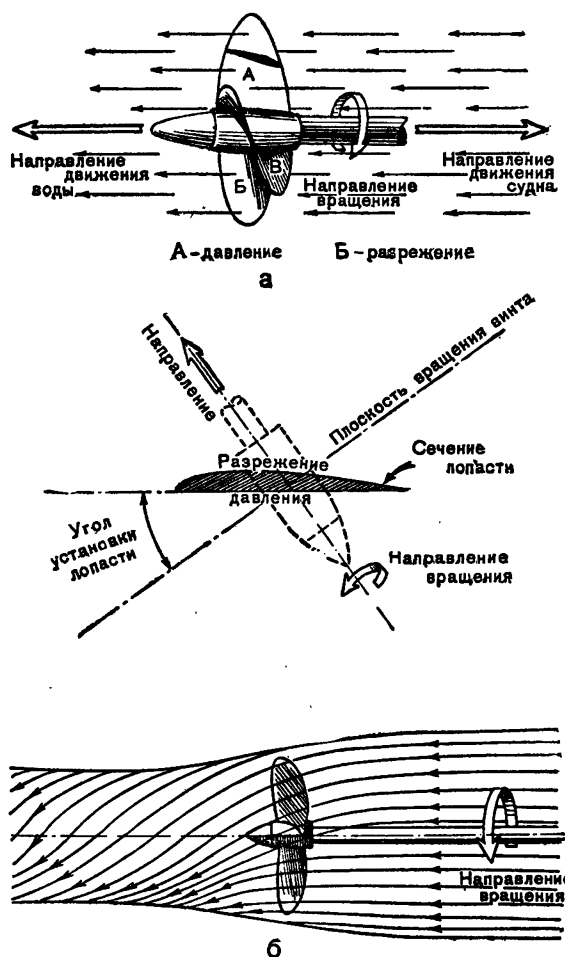 А
Направление
движения
воды
Б
В
Направление
вращения
Направление
движения
судна
А-давление Б-разрежение
а
Направление
Плоскость вращения винта
Разрежение
давления
Сечение
лопасти
Угол
установки
лопасти
Направление
вращения
Направление
вращения
б